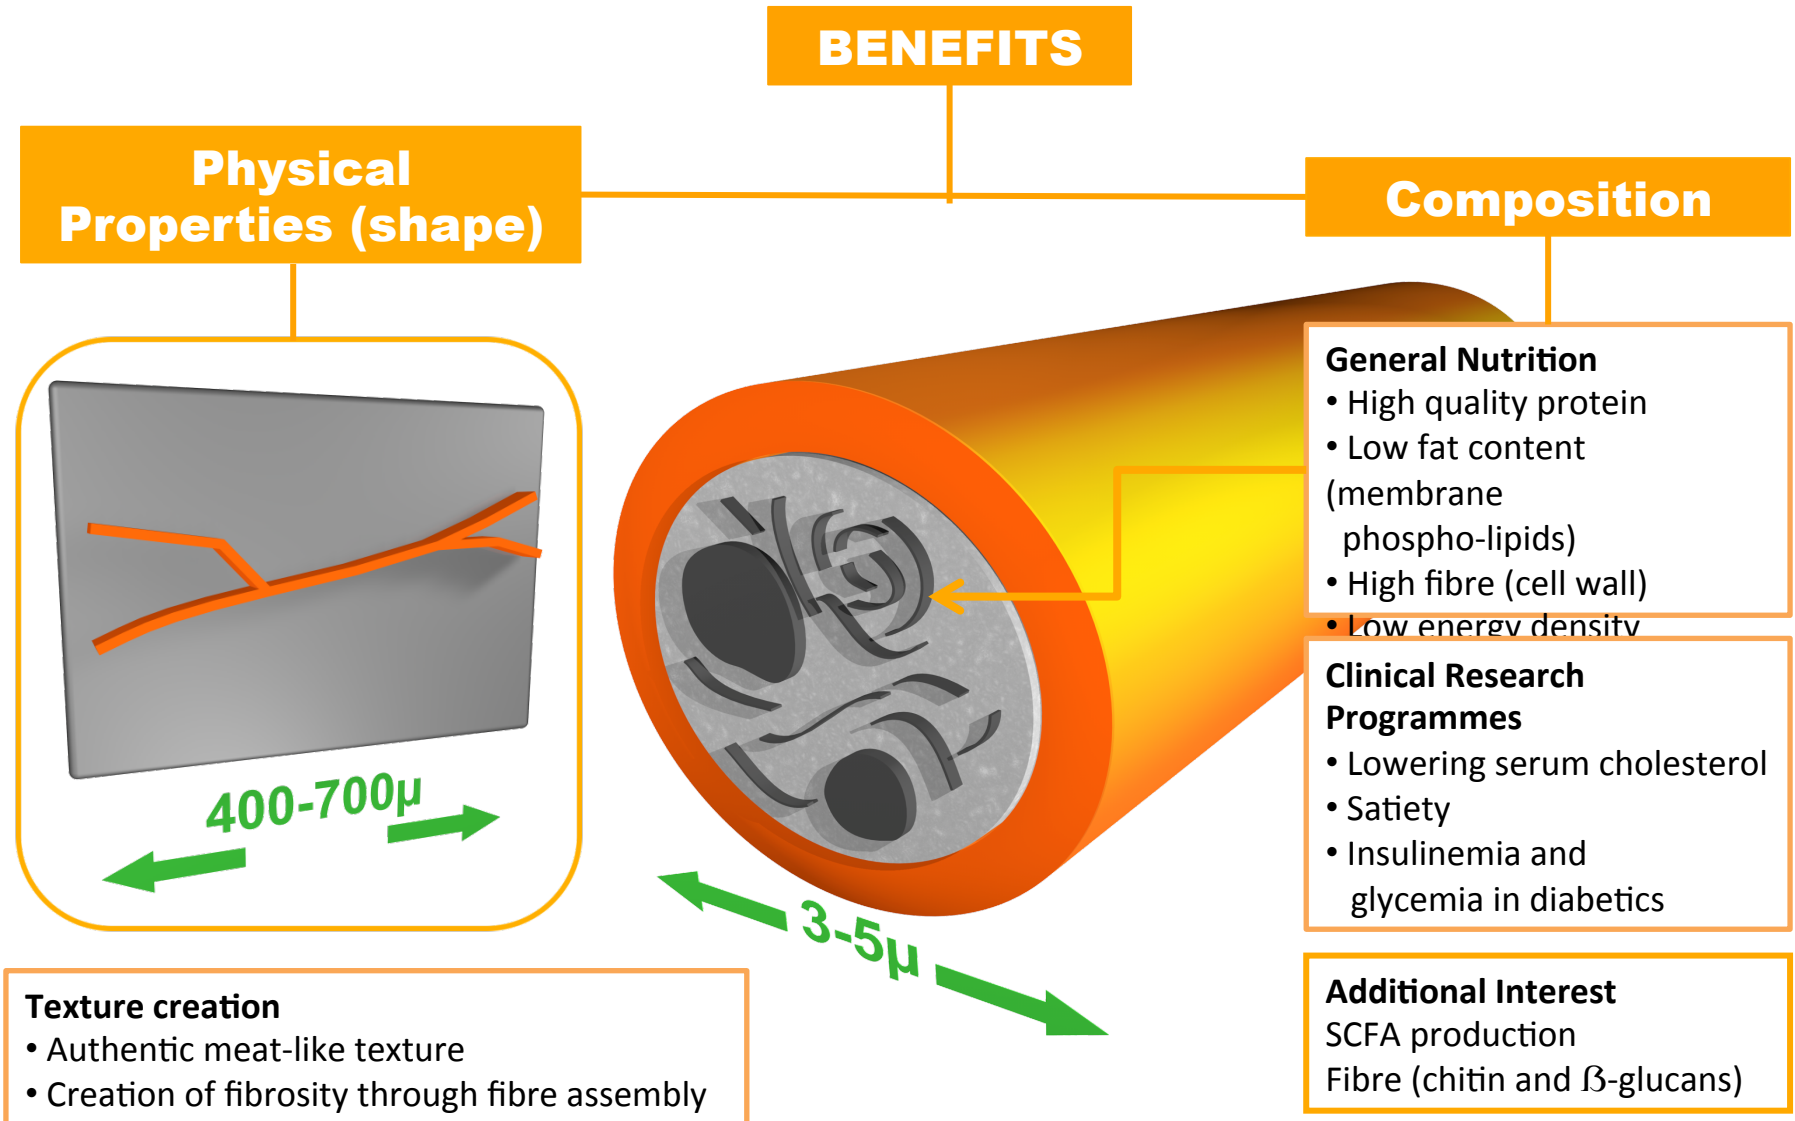 BENEFITS
Physical
Properties (shape)
Composition
General Nutrition
• High quality protein
• Low fat content
(membrane
phospho-lipids)
• High fibre (cell wall)
• Low energy density
Clinical Research
Programmes
• Lowering serum cholesterol
• Satiety
• Insulinemia and
glycemia in diabetics
400-700µ
3-5µ
Texture creation
• Authentic meat-like texture
• Creation of fibrosity through fibre assembly
Additional Interest
SCFA production
Fibre (chitin and ß-glucans)